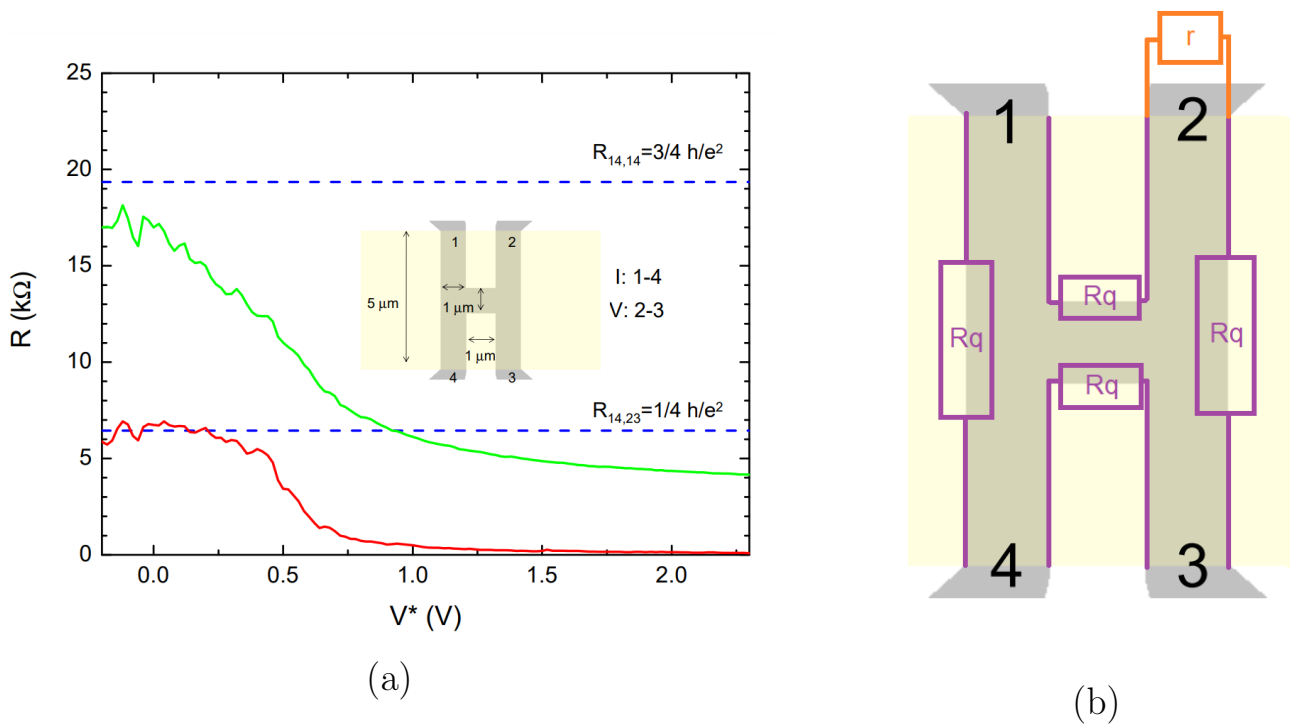 25
20
15
10
5
0
R (kΩ)
0.0 0.5 1.0 1.5 2.0
V* (V)
R₁₄,₁₄=3/4 h/e²
R₁₄,₂₃=1/4 h/e²
1 2
5 μm
1 μm
1 μm
4 3
I: 1-4
V: 2-3
(a)
r
1 2
Rq
Rq
Rq
Rq
4 3
(b)